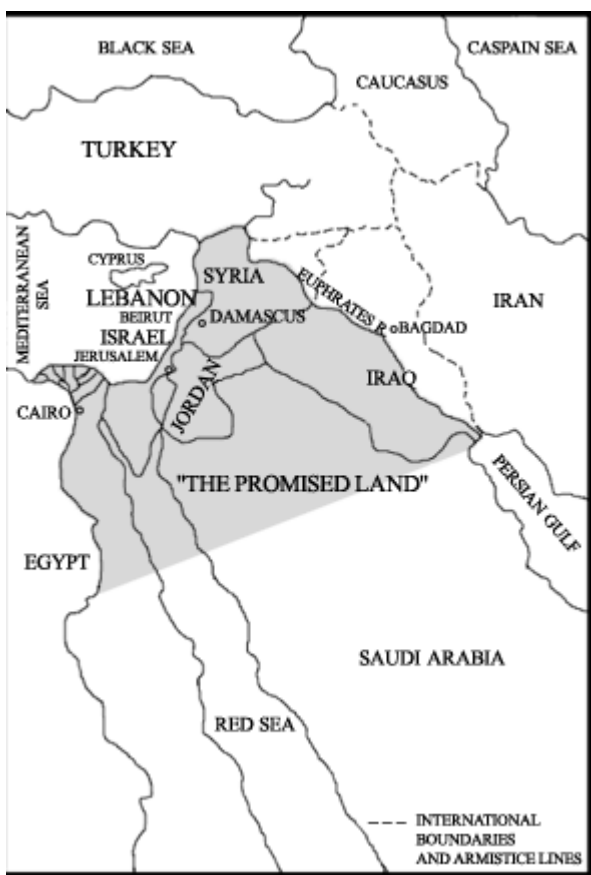 BLACK SEA
CASPAIN SEA
CAUCASUS
TURKEY
MEDITERRANEAN
SEA
CYPRUS
SYRIA
LEBANON
BEIRUT
DAMASCUS
ISRAEL
JERUSALEM
EUPHRATES R.
BAGDAD
IRAN
JORDAN
IRAQ
CAIRO
"THE PROMISED LAND"
PERSIAN GULF
EGYPT
SAUDI ARABIA
RED SEA
INTERNATIONAL
BOUNDARIES
AND ARMISTICE LINES